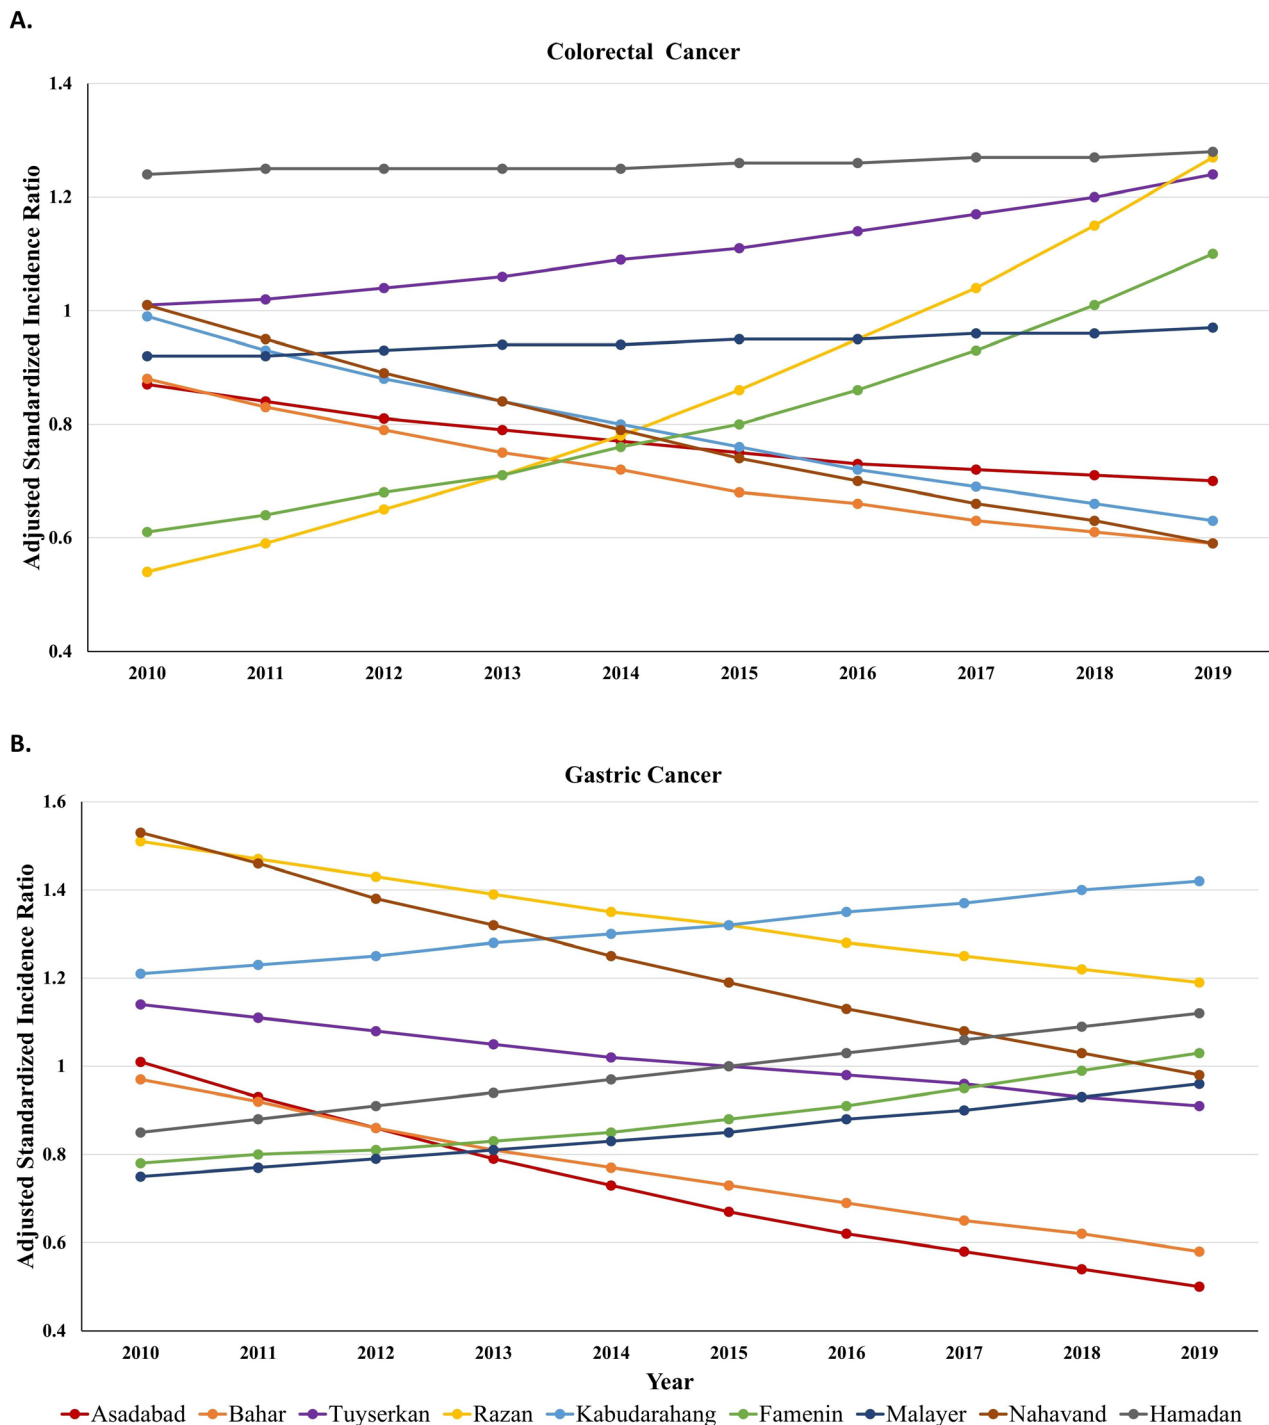 A.
Colorectal  Cancer
Adjusted Standardized Incidence Ratio
1.4
1.2
1
0.8
0.6
0.4
2010 2011 2012 2013 2014 2015 2016 2017 2018 2019
B.
Gastric Cancer
Adjusted Standardized Incidence Ratio
1.6
1.4
1.2
1
0.8
0.6
0.4
2010 2011 2012 2013 2014 2015 2016 2017 2018 2019
Year
Asadabad Bahar Tuyserkan Razan Kabudarahang Famenin Malayer Nahavand Hamadan